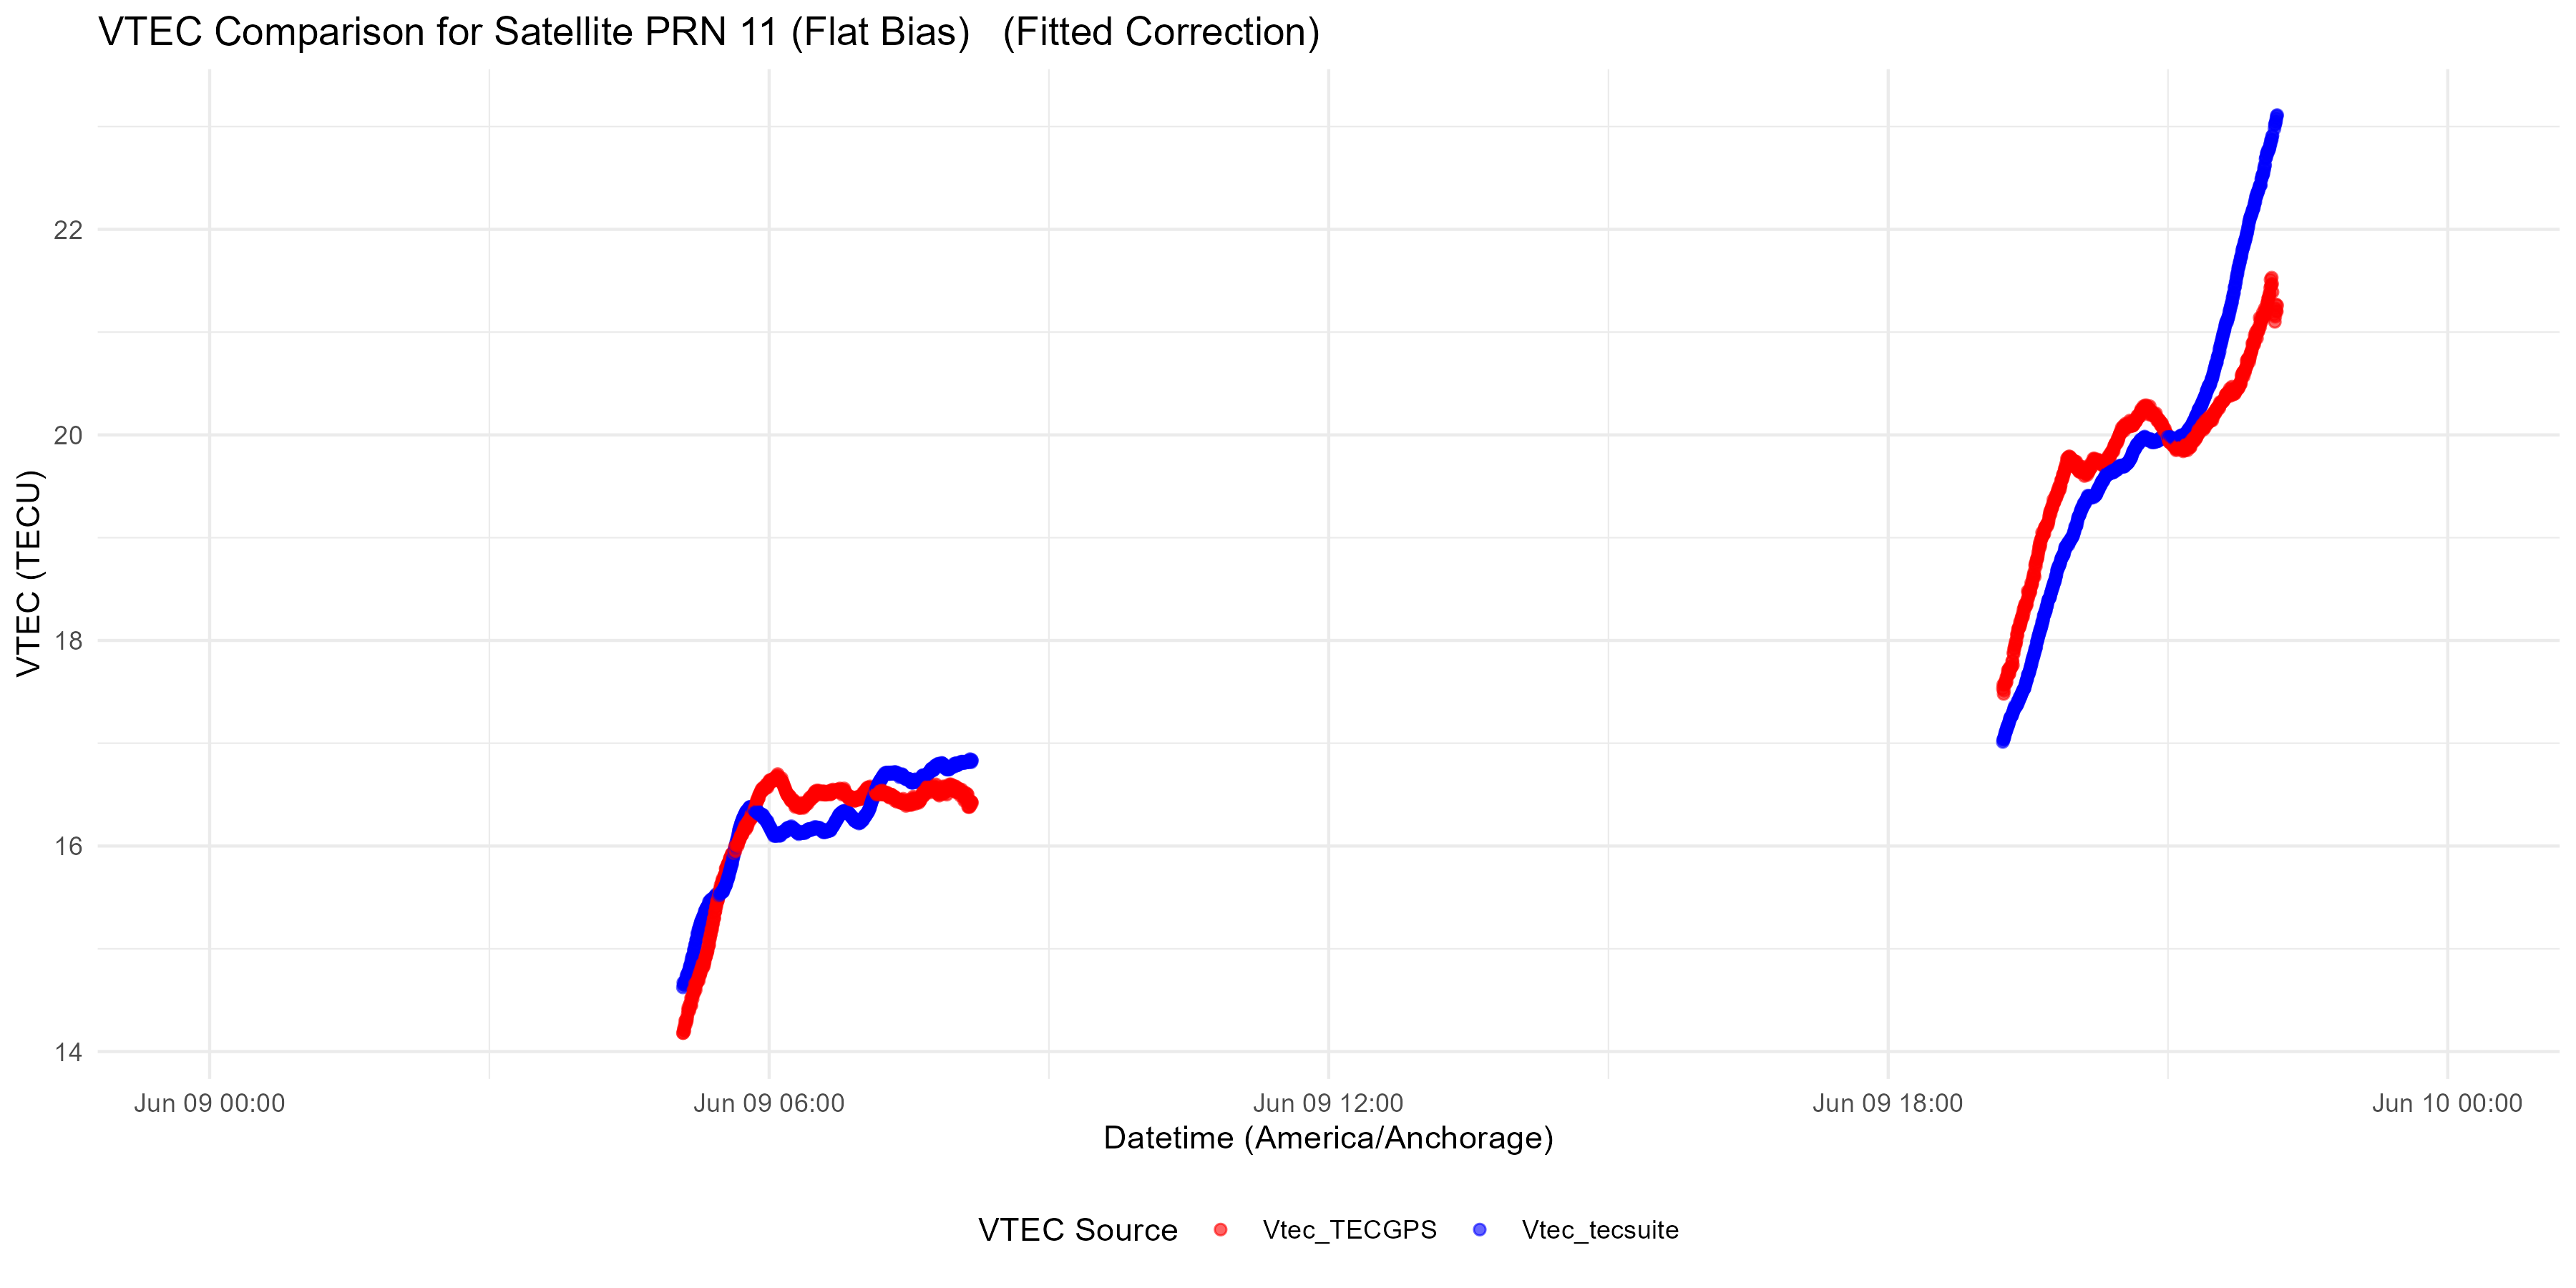 VTEC Comparison for Satellite PRN 11 (Flat Bias)   (Fitted Correction)
VTEC (TECU)
22
20
18
16
14
Jun 09 00:00
Jun 09 06:00
Jun 09 12:00
Jun 09 18:00
Jun 10 00:00
Datetime (America/Anchorage)
VTEC Source
Vtec_TECGPS
Vtec_tecsuite